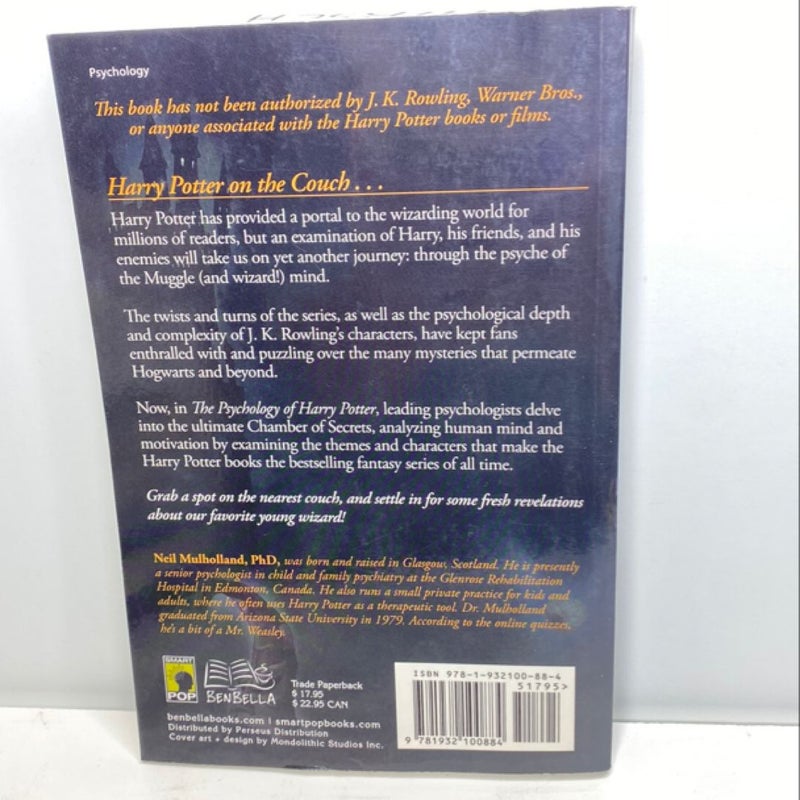 Psychology
This book has not been authorized by J. K. Rowling, Warner Bros.,
or anyone associated with the Harry Potter books or films.
Harry Potter on the Couch . . .
Harry Potter has provided a portal to the wizarding world for
millions of readers, but an examination of Harry, his friends, and his
enemies will take us on yet another journey: through the psyche of
the Muggle (and wizard!) mind.
The twists and turns of the series, as well as the psychological depth
and complexity of J. K. Rowling's characters, have kept fans
enthralled with and puzzling over the many mysteries that permeate
Hogwarts and beyond.
Now, in The Psychology of Harry Potter, leading psychologists delve
into the ultimate Chamber of Secrets, analyzing human mind and
motivation by examining the themes and characters that make the
Harry Potter books the bestselling fantasy series of all time.
Grab a spot on the nearest couch, and settle in for some fresh revelations
about our favorite young wizard!
Neil Mulholland, PhD, was born and raised in Glasgow, Scotland. He is presently
a senior psychologist in child and family psychiatry at the Glenrose Rehabilitation
Hospital in Edmonton, Canada. He also runs a small private practice for kids and
adults, where he often uses Harry Potter as a therapeutic tool. Dr. Mulholland
graduated from Arizona State University in 1979. According to the online quizzes,
he's a bit of a Mr. Weasley.
SMART
POP
BENBELLA
Trade Paperback
$ 17.95
$ 22.95 CAN
benbellabooks.com | smartpopbooks.com
Distributed by Perseus Distribution
Cover art + design by Mondolithic Studios Inc.
ISBN 978-1-932100-88-4
51795>
9 781932 100884